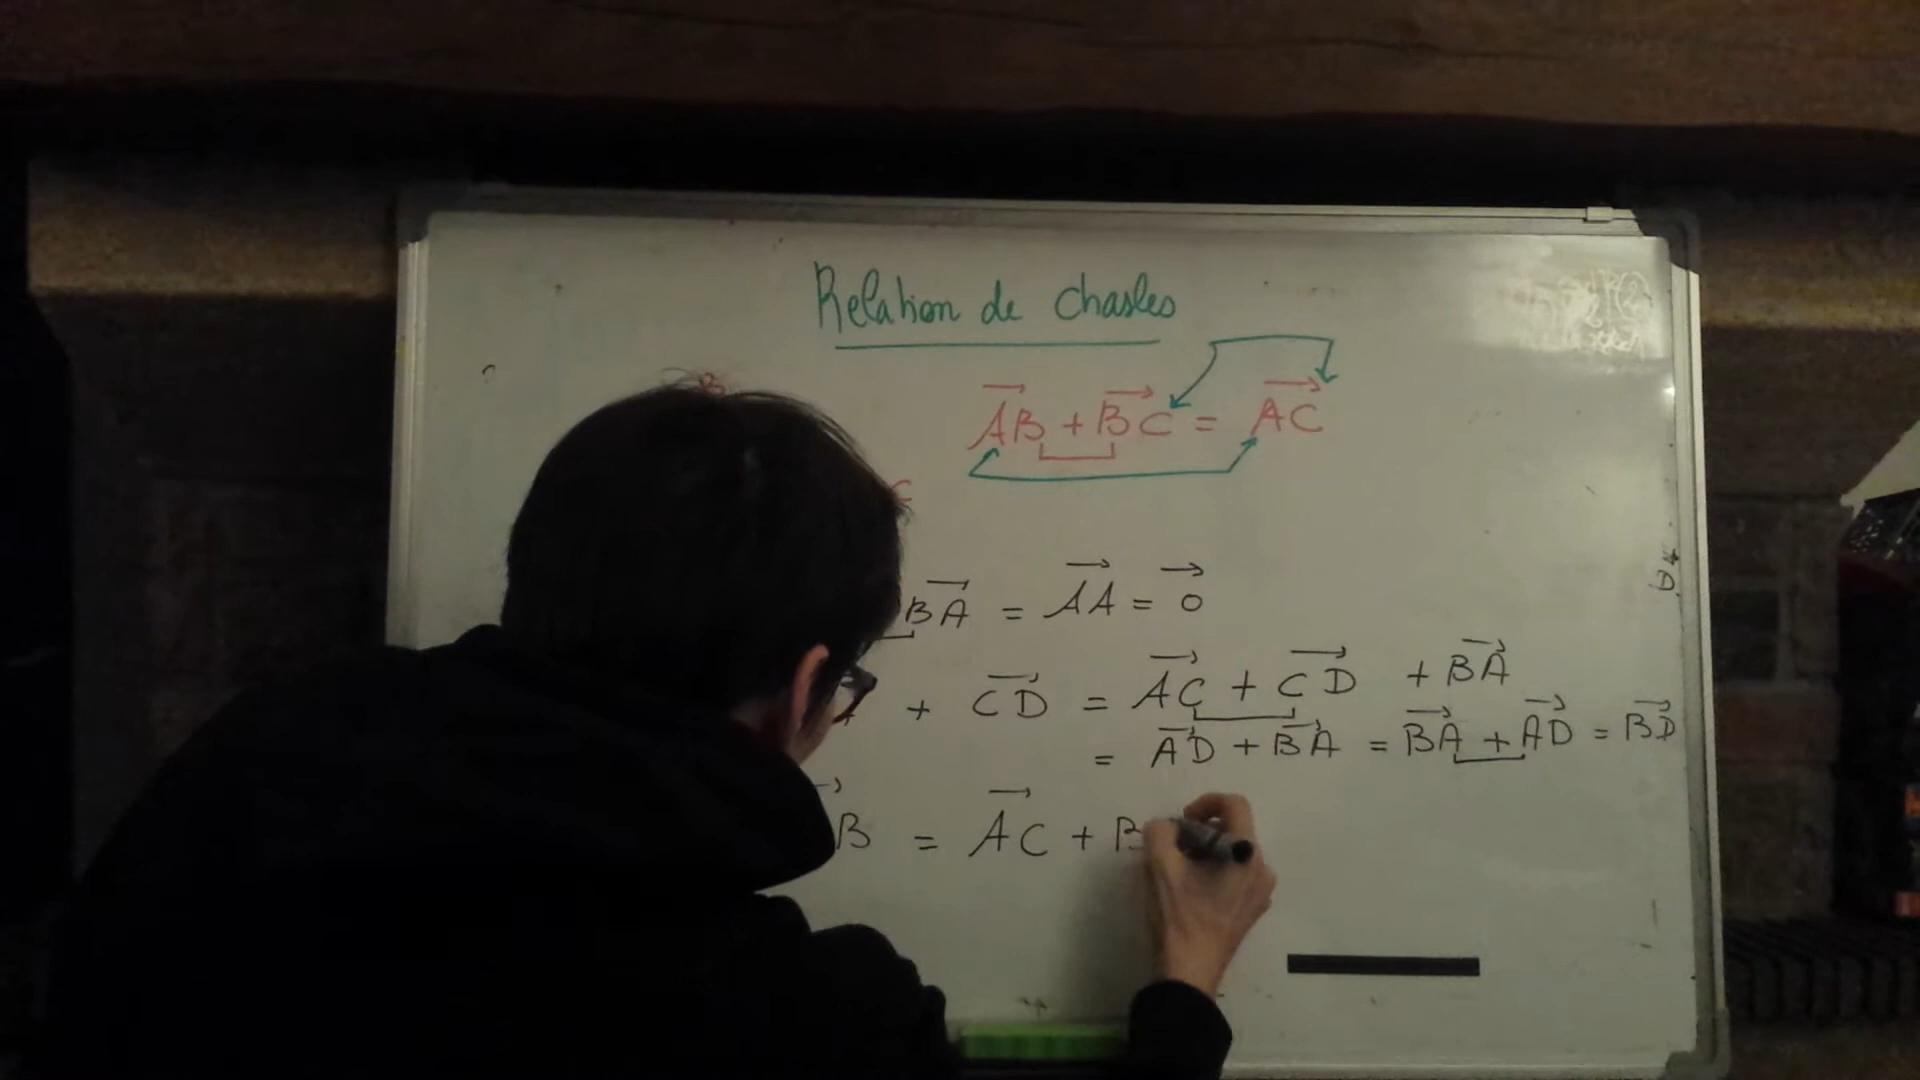 Relation de Chasles
B
AB + BC = AC
C
BA = AA = 0
+ CD = AC + CD + BA
= AD + BA = BA + AD = BD
B = AC + B